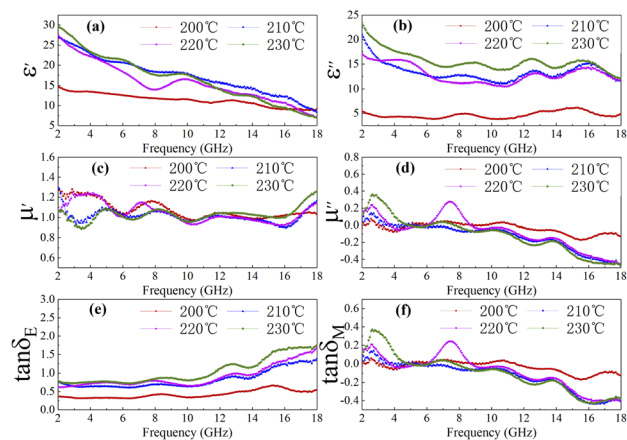 (a) 200℃ 210℃
220℃ 230℃
ε′
30
25
20
15
10
5
0
2 4 6 8 10 12 14 16 18
Frequency (GHz)
(b) 200℃ 210℃
220℃ 230℃
ε″
25
20
15
10
5
0
2 4 6 8 10 12 14 16 18
Frequency (GHz)
(c) 200℃ 210℃
220℃ 230℃
μ′
1.6
1.4
1.2
1.0
0.8
0.6
2 4 6 8 10 12 14 16 18
Frequency (GHz)
(d) 200℃ 210℃
220℃ 230℃
μ″
0.8
0.6
0.4
0.2
0.0
-0.2
-0.4
2 4 6 8 10 12 14 16 18
Frequency (GHz)
(e) 200℃ 210℃
220℃ 230℃
tanδE
3.0
2.5
2.0
1.5
1.0
0.5
0.0
2 4 6 8 10 12 14 16 18
Frequency (GHz)
(f) 200℃ 210℃
220℃ 230℃
tanδM
0.6
0.4
0.2
0.0
-0.2
-0.4
2 4 6 8 10 12 14 16 18
Frequency (GHz)